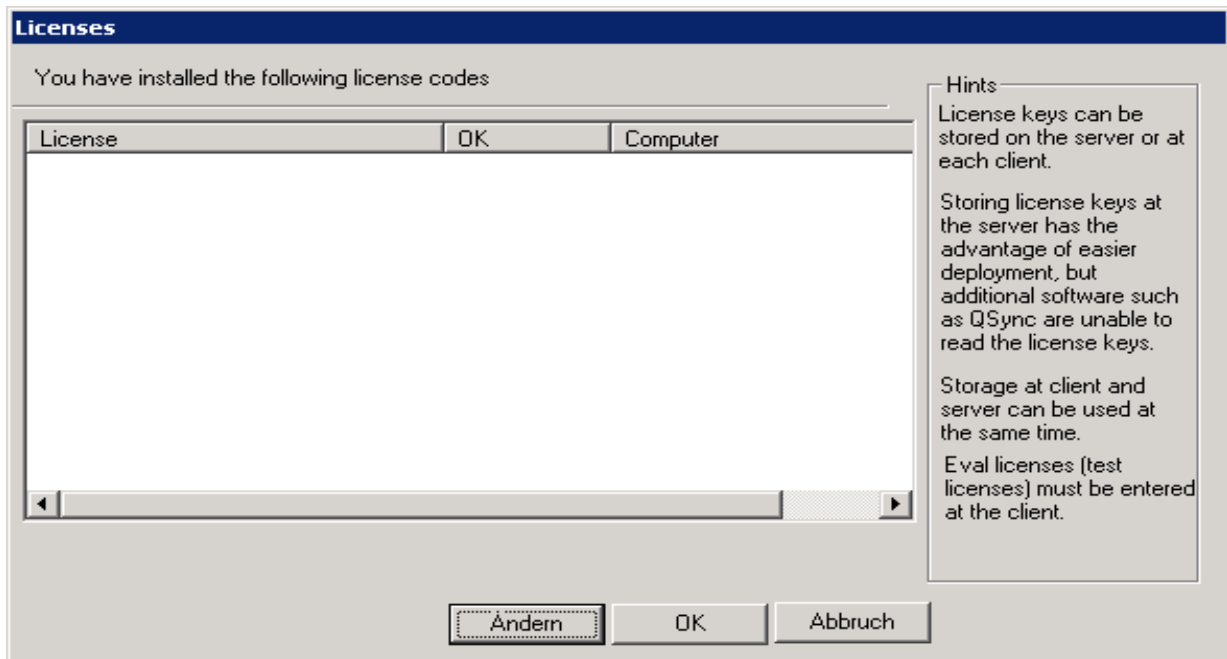 Licenses
You have installed the following license codes
License OK Computer
Hints
License keys can be
stored on the server or at
each client.
Storing license keys at
the server has the
advantage of easier
deployment, but
additional software such
as QSync are unable to
read the license keys.
Storage at client and
server can be used at
the same time.
Eval licenses (test
licenses) must be entered
at the client.
Ändern OK Abbruch